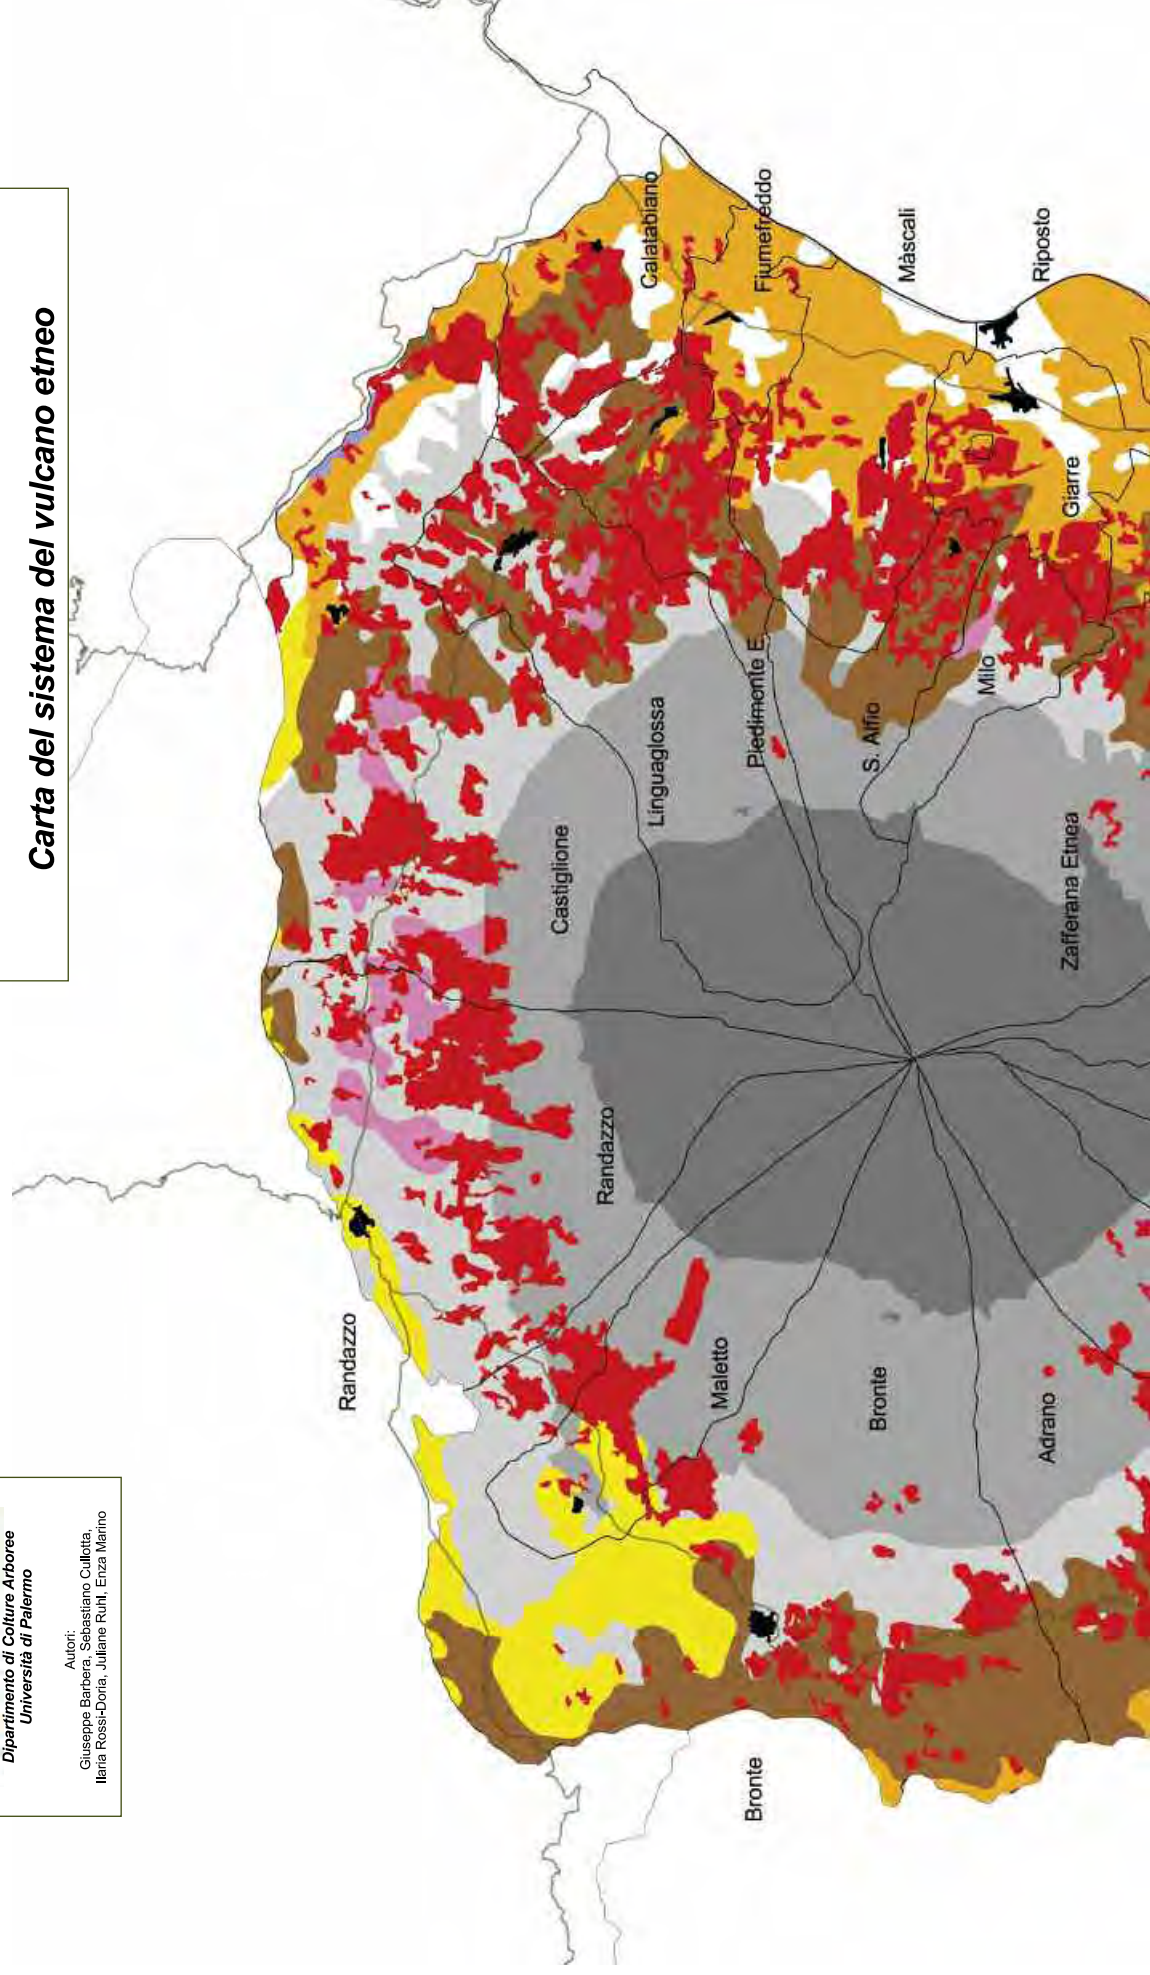 Carta del sistema del vulcano etneo
Dipartimento di Colture Arboree
Università di Palermo
Autori:
Giuseppe Barbera, Sebastiano Cullotta,
Ilaria Rossi-Doria, Juliane Ruhl, Enza Marino
Calatabiano
Fiumefreddo
Màscali
Riposto
Giarre
Linguaglossa
Piedimonte E.
S. Alfio
Milo
Castiglione
Zafferana Etnea
Randazzo
Randazzo
Maletto
Bronte
Adrano
Bronte